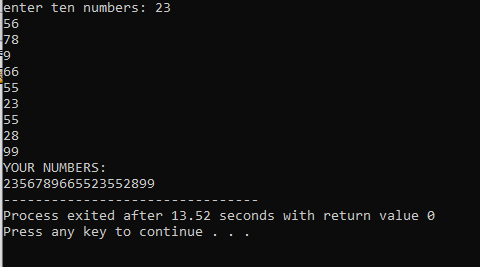 enter ten numbers: 23
56
78
9
66
55
23
55
28
99
YOUR NUMBERS:
2356789665523552899
--------------------------------
Process exited after 13.52 seconds with return value 0
Press any key to continue . . .